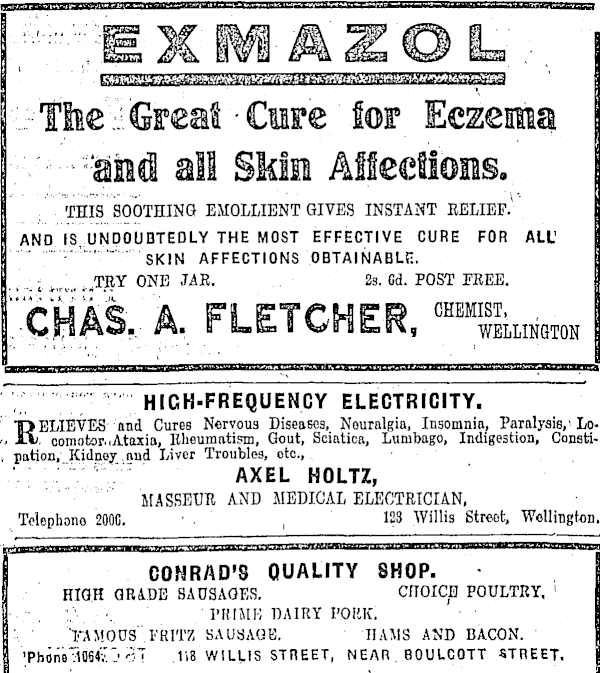 EXMAZOL
The Great Cure for Eczema
and all Skin Affections.
THIS SOOTHING EMOLLIENT GIVES INSTANT RELIEF.
AND IS UNDOUBTEDLY THE MOST EFFECTIVE CURE FOR ALL
SKIN AFFECTIONS OBTAINABLE.
TRY ONE JAR. 2s. 6d. POST FREE.
CHAS. A. FLETCHER, CHEMIST,
WELLINGTON
HIGH-FREQUENCY ELECTRICITY.
RELIEVES and Cures Nervous Diseases, Neuralgia, Insomnia, Paralysis, Lo-
comotor Ataxia, Rheumatism, Gout, Sciatica, Lumbago, Indigestion, Consti-
pation, Kidney and Liver Troubles, etc.,
AXEL HOLTZ,
MASSEUR AND MEDICAL ELECTRICIAN,
Telephone 2006. 123 Willis Street, Wellington.
CONRAD'S QUALITY SHOP.
HIGH GRADE SAUSAGES. CHOICE POULTRY.
PRIME DAIRY PORK.
FAMOUS FRITZ SAUSAGE. HAMS AND BACON.
'Phone 1064. 118 WILLIS STREET, NEAR BOULCOTT STREET.